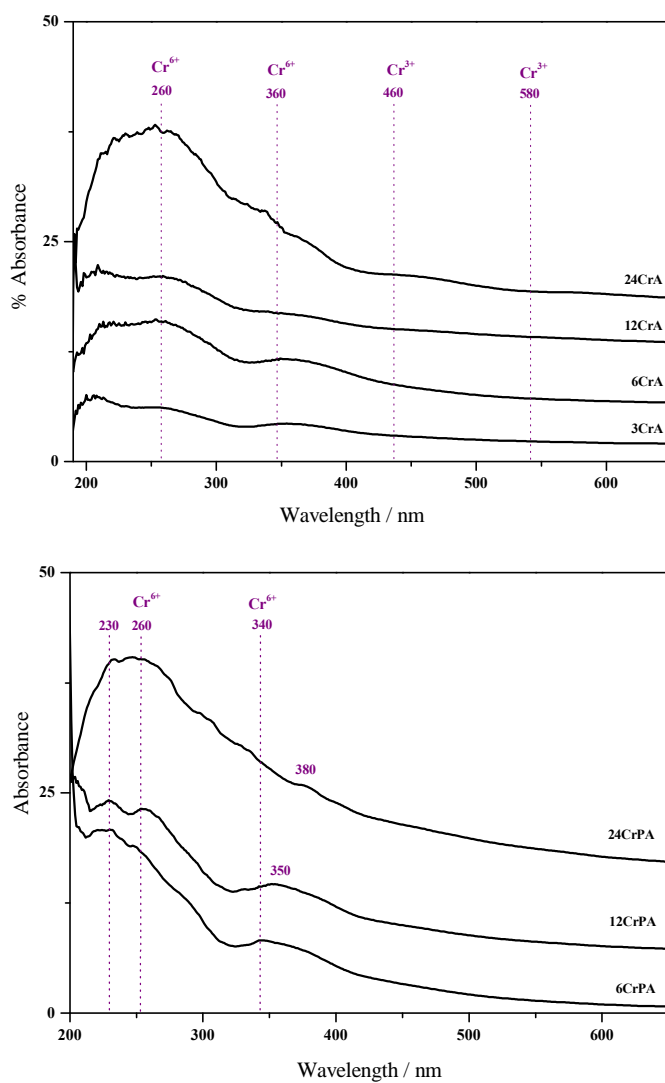 50
Cr6+ Cr6+ Cr3+ Cr3+
260 360 460 580
25
24CrA
12CrA
6CrA
3CrA
0
200 300 400 500 600
% Absorbance
Wavelength / nm
50
Cr6+ Cr6+
230 260 340
380
25
24CrPA
350
12CrPA
6CrPA
0
200 300 400 500 600
Absorbance
Wavelength / nm